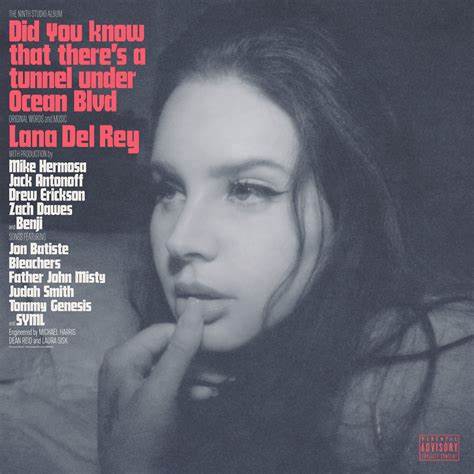 THE NINTH STUDIO ALBUM
Did you know
that there's a
tunnel under
Ocean Blvd
ORIGINAL WORDS and MUSIC
Lana Del Rey
WITH PRODUCTION by
Mike Hermosa
Jack Antonoff
Drew Erickson
Zach Dawes
and Benji
SONGS FEATURING
Jon Batiste
Bleachers
Father John Misty
Judah Smith
Tommy Genesis
and SYML
Engineered by MICHAEL HARRIS
DEAN REID and LAURA SISK
PARENTAL
ADVISORY
EXPLICIT CONTENT